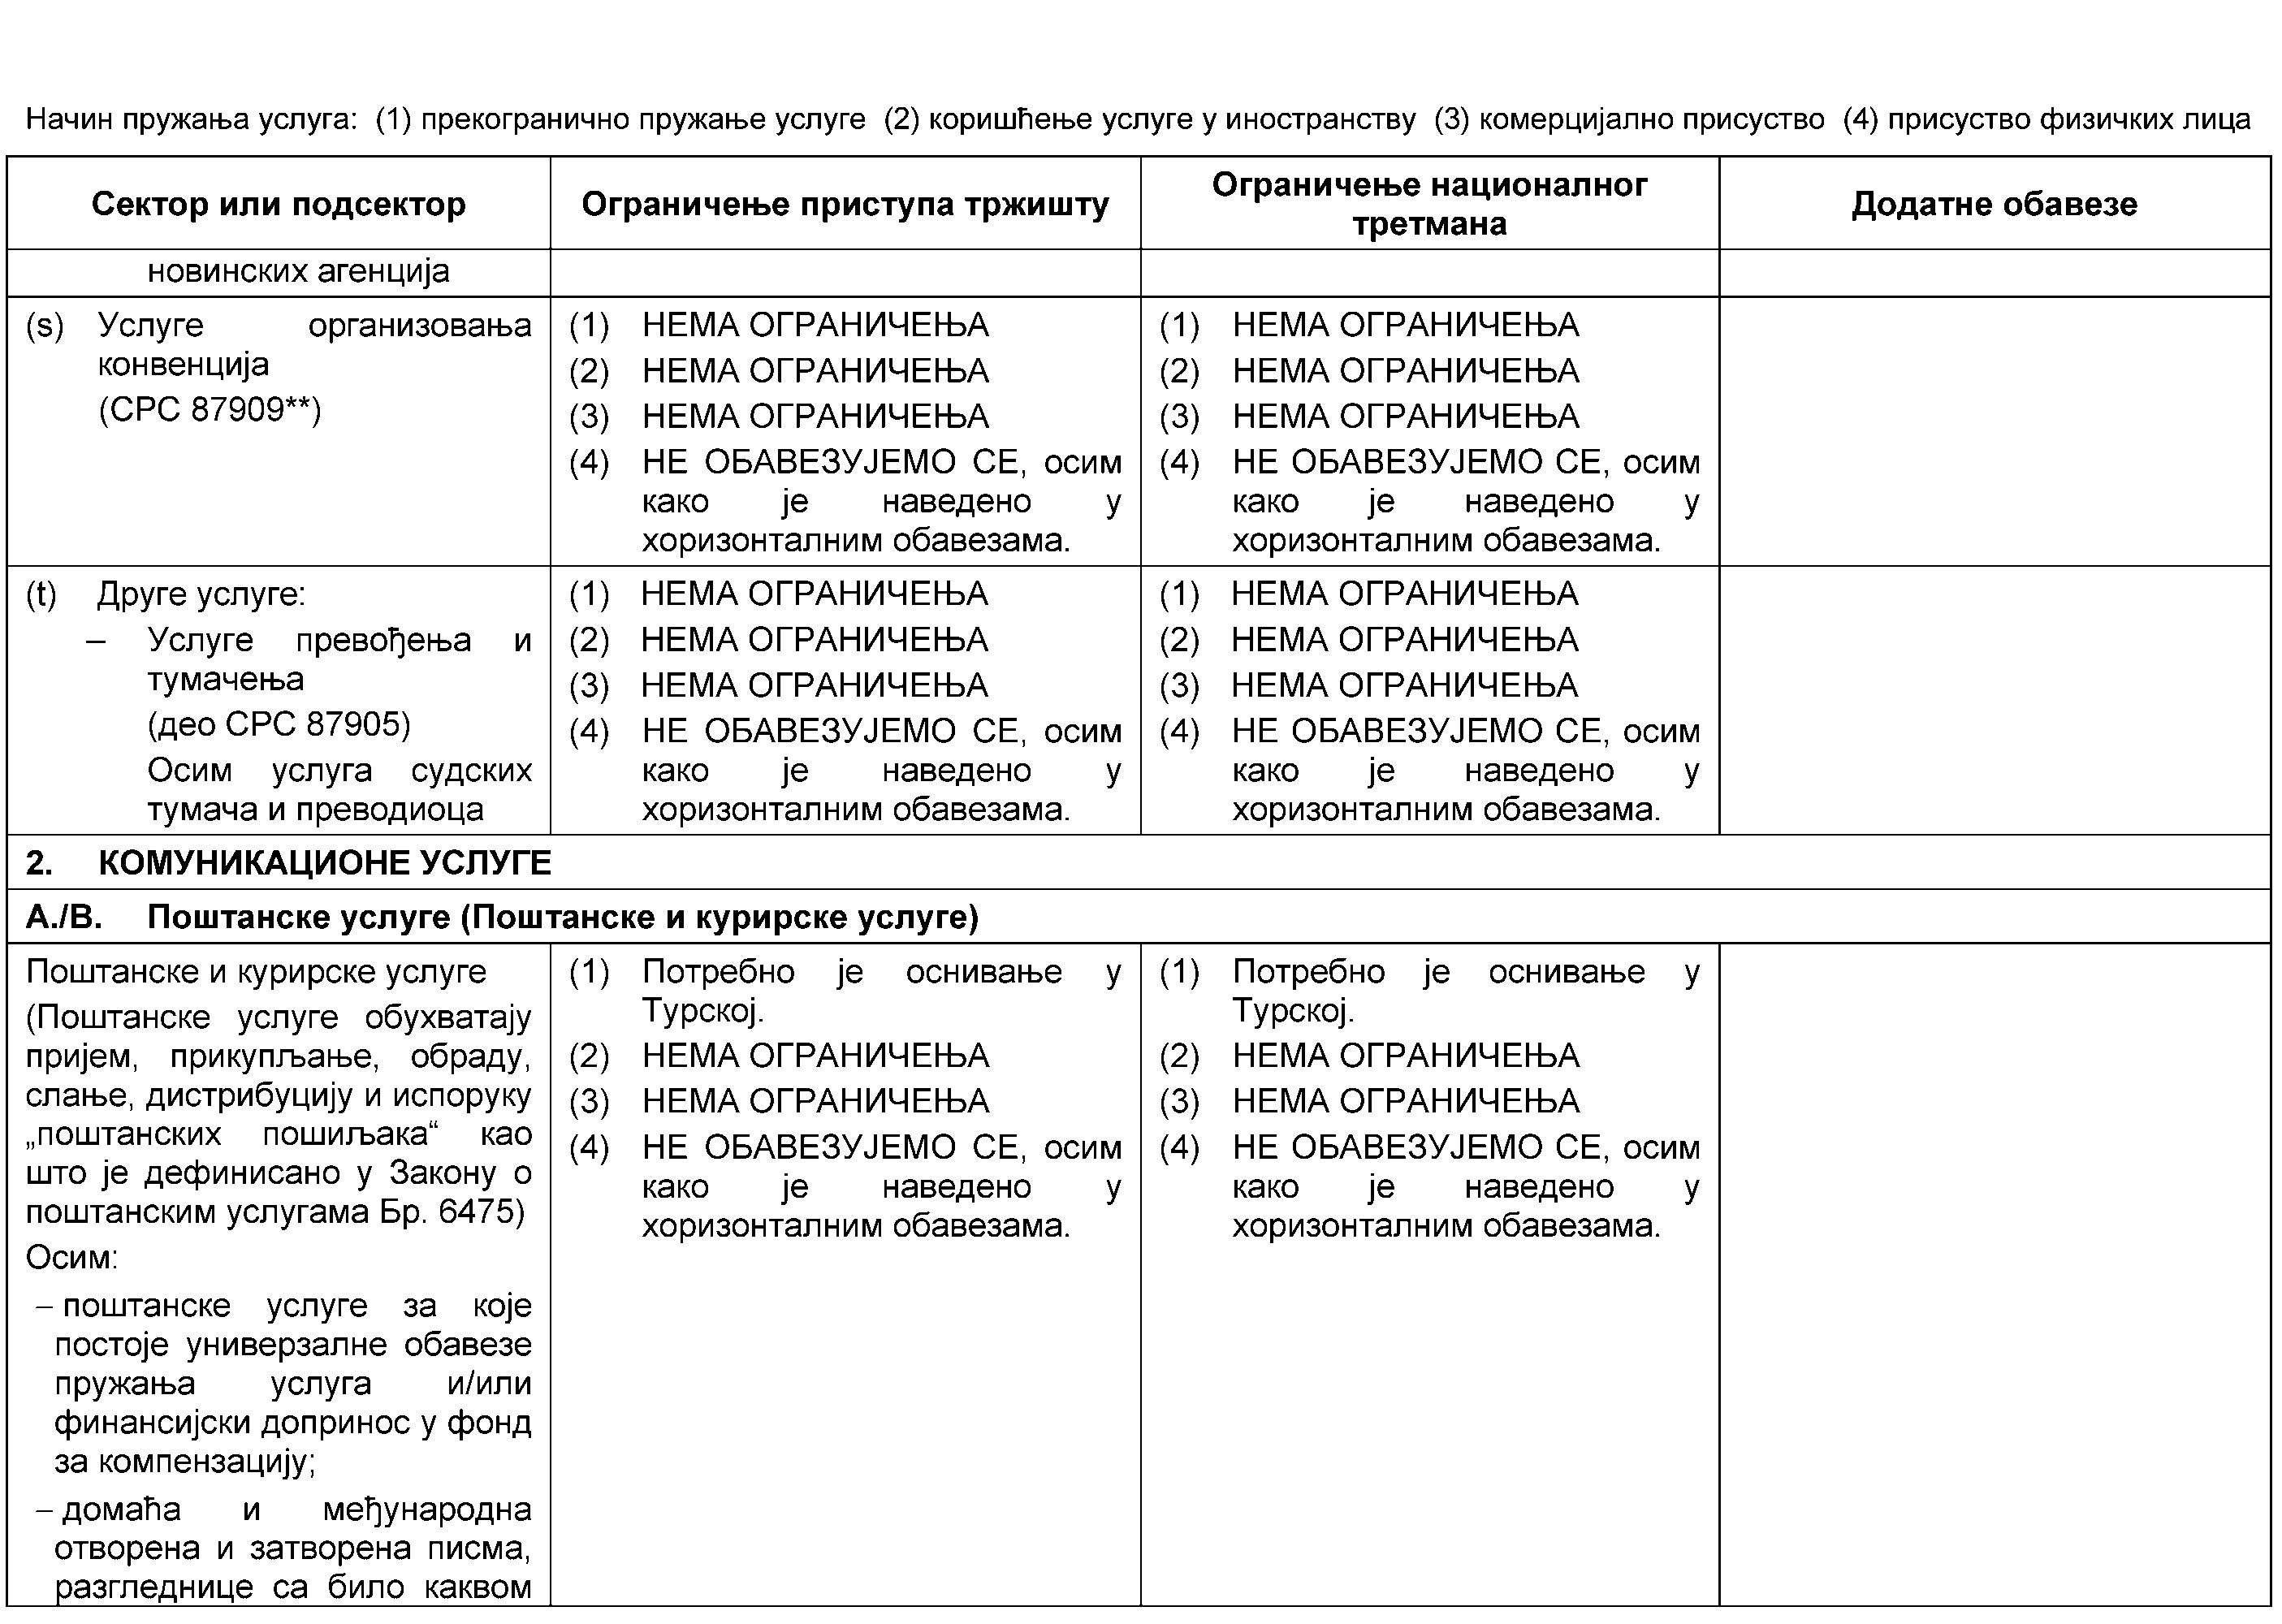 Начин пружања услуга: (1) прекогранично пружање услуге (2) коришћење услуге у иностранству (3) комерцијално присуство (4) присуство физичких лица
Сектор или подсектор
Ограничење приступа тржишту
Ограничење националног
третмана
Додатне обавезе
новинских агенција
(s) Услуге организовања
конвенција
(CPC 87909**)
(1) НЕМА ОГРАНИЧЕЊА
(2) НЕМА ОГРАНИЧЕЊА
(3) НЕМА ОГРАНИЧЕЊА
(4) НЕ ОБАВЕЗУЈЕМО СЕ, осим
како је наведено у
хоризонталним обавезама.
(1) НЕМА ОГРАНИЧЕЊА
(2) НЕМА ОГРАНИЧЕЊА
(3) НЕМА ОГРАНИЧЕЊА
(4) НЕ ОБАВЕЗУЈЕМО СЕ, осим
како је наведено у
хоризонталним обавезама.
(t) Друге услуге:
– Услуге превођења и
тумачења
(део CPC 87905)
Осим услуга судских
тумача и преводиоца
(1) НЕМА ОГРАНИЧЕЊА
(2) НЕМА ОГРАНИЧЕЊА
(3) НЕМА ОГРАНИЧЕЊА
(4) НЕ ОБАВЕЗУЈЕМО СЕ, осим
како је наведено у
хоризонталним обавезама.
(1) НЕМА ОГРАНИЧЕЊА
(2) НЕМА ОГРАНИЧЕЊА
(3) НЕМА ОГРАНИЧЕЊА
(4) НЕ ОБАВЕЗУЈЕМО СЕ, осим
како је наведено у
хоризонталним обавезама.
2. КОМУНИКАЦИОНЕ УСЛУГЕ
A./B. Поштанске услуге (Поштанске и курирске услуге)
Поштанске и курирске услуге
(Поштанске услуге обухватају
пријем, прикупљање, обраду,
слање, дистрибуцију и испоруку
„поштанских пошиљака“ као
што је дефинисано у Закону о
поштанским услугама Бр. 6475)
Осим:
– поштанске услуге за које
постоје универзалне обавезе
пружања услуга и/или
финансијски допринос у фонд
за компензацију;
– домаћа и међународна
отворена и затворена писма,
разгледнице са било каквом
(1) Потребно је оснивање у
Турској.
(2) НЕМА ОГРАНИЧЕЊА
(3) НЕМА ОГРАНИЧЕЊА
(4) НЕ ОБАВЕЗУЈЕМО СЕ, осим
како је наведено у
хоризонталним обавезама.
(1) Потребно је оснивање у
Турској.
(2) НЕМА ОГРАНИЧЕЊА
(3) НЕМА ОГРАНИЧЕЊА
(4) НЕ ОБАВЕЗУЈЕМО СЕ, осим
како је наведено у
хоризонталним обавезама.